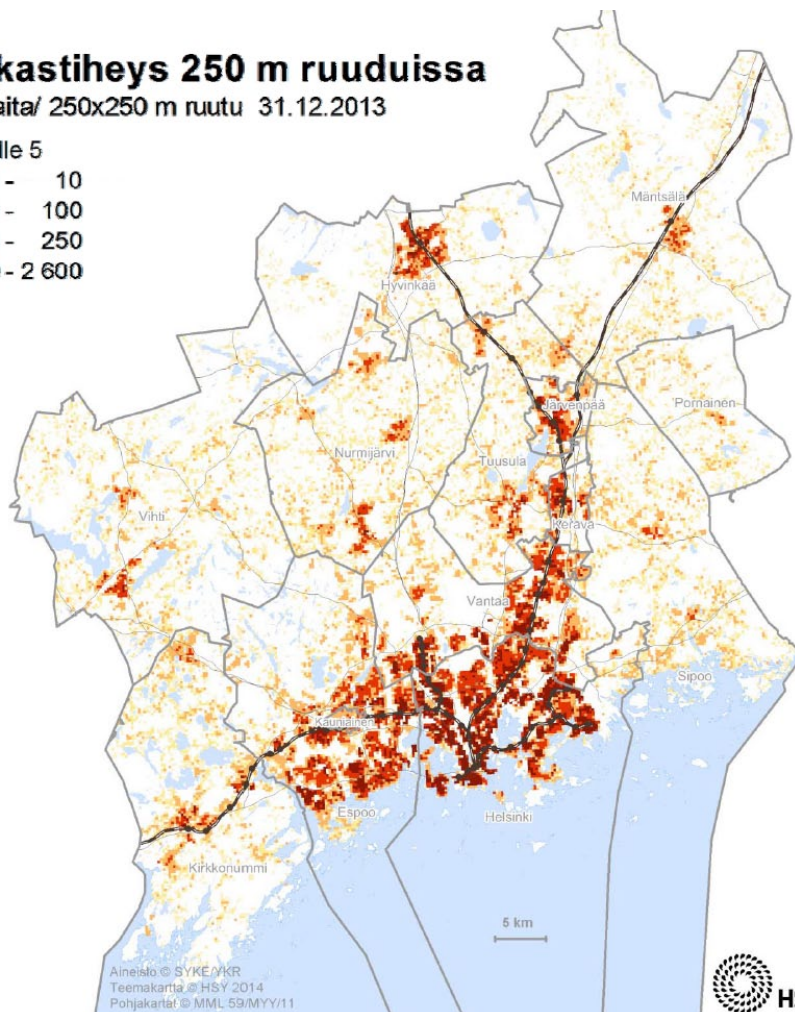 kastiheys 250 m ruuduissa
aita/ 250x250 m ruutu 31.12.2013
lle 5
- 10
- 100
- 250
- 2 600
Mäntsälä
Hyvinkää
Järvenpää
Pornainen
Nurmijärvi
Tuusula
Vihti
Kerava
Vantaa
Sipoo
Kauniainen
Espoo
Helsinki
Kirkkonummi
5 km
Aineisto © SYKE/YKR
Teemakartta © HSY 2014
Pohjakartat © MML 59/MYY/11